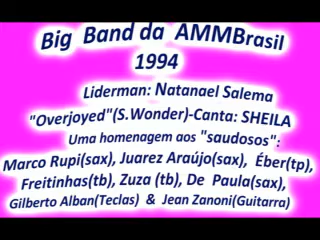 Big Band da AMMBrasil
1994
Liderman: Natanael Salema
"Overjoyed"(S.Wonder)-Canta: SHEILA
Uma homenagem aos "saudosos":
Marco Rupi(sax), Juarez Araújo(sax), Éber(tp),
Freitinhas(tb), Zuza (tb), De Paula(sax),
Gilberto Alban(Teclas) & Jean Zanoni(Guitarra)